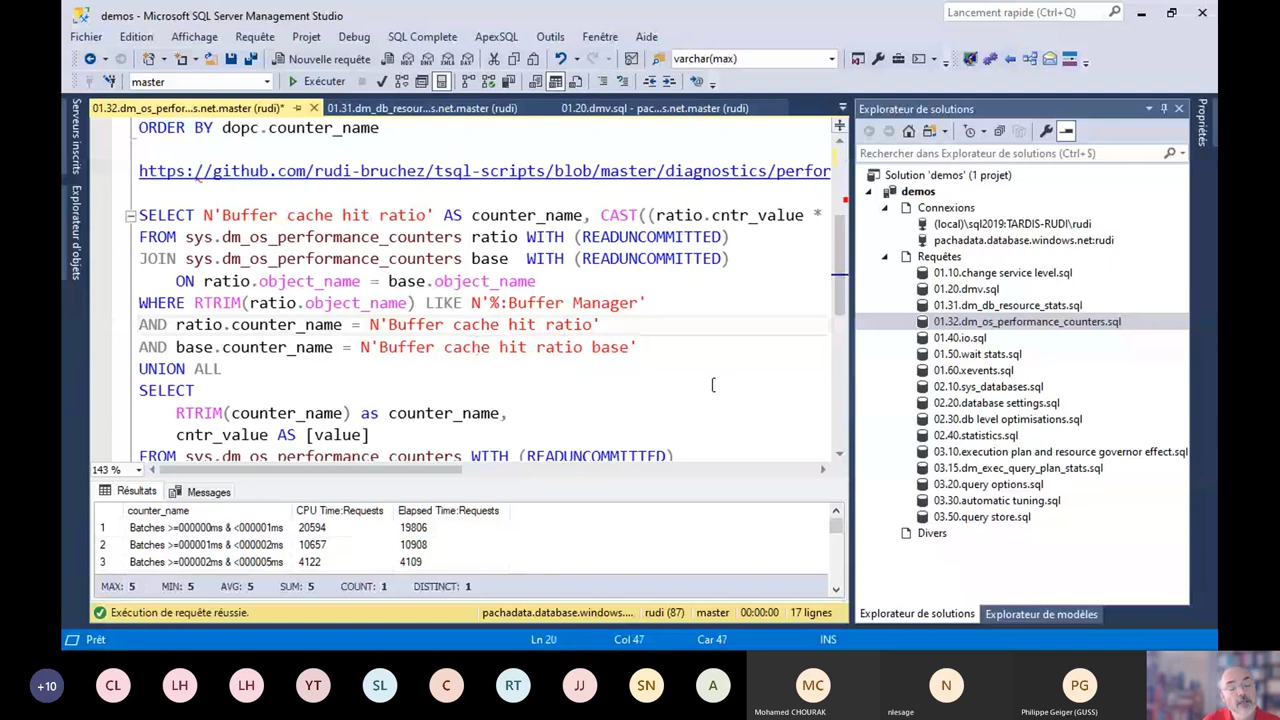 demos - Microsoft SQL Server Management Studio
Lancement rapide (Ctrl+Q)
Fichier Edition Affichage Requête Projet Debug SQL Complete ApexSQL Outils Fenêtre Aide
Nouvelle requête
varchar(max)
master
Exécuter
01.32.dm_os_perfor...s.net.master (rudi)*
01.31.dm_db_resour...s.net.master (rudi)
01.20.dmv.sql - pac...s.net.master (rudi)
Serveurs inscrits
Explorateur d'objets
ORDER BY dopc.counter_name
https://github.com/rudi-bruchez/tsql-scripts/blob/master/diagnostics/perfor
SELECT N'Buffer cache hit ratio' AS counter_name, CAST((ratio.cntr_value *
FROM sys.dm_os_performance_counters ratio WITH (READUNCOMMITTED)
JOIN sys.dm_os_performance_counters base  WITH (READUNCOMMITTED)
ON ratio.object_name = base.object_name
WHERE RTRIM(ratio.object_name) LIKE N'%:Buffer Manager'
AND ratio.counter_name = N'Buffer cache hit ratio'
AND base.counter_name = N'Buffer cache hit ratio base'
UNION ALL
SELECT
RTRIM(counter_name) as counter_name,
cntr_value AS [value]
FROM sys.dm_os_performance_counters WITH (READUNCOMMITTED)
143 %
Résultats Messages
counter_name CPU Time:Requests Elapsed Time:Requests
1 Batches >=000000ms & <000001ms 20594 19806
2 Batches >=000001ms & <000002ms 10657 10908
3 Batches >=000002ms & <000005ms 4122 4109
MAX: 5 MIN: 5 AVG: 5 SUM: 5 COUNT: 1 DISTINCT: 1
Exécution de requête réussie.
pachadata.database.windows.... rudi (87) master 00:00:00 17 lignes
Explorateur de solutions
Rechercher dans Explorateur de solutions (Ctrl+$)
Solution 'demos' (1 projet)
demos
Connexions
(local)\sql2019:TARDIS-RUDI\rudi
pachadata.database.windows.net:rudi
Requêtes
01.10.change service level.sql
01.20.dmv.sql
01.31.dm_db_resource_stats.sql
01.32.dm_os_performance_counters.sql
01.40.io.sql
01.50.wait stats.sql
01.60.xevents.sql
02.10.sys_databases.sql
02.20.database settings.sql
02.30.db level optimisations.sql
02.40.statistics.sql
03.10.execution plan and resource governor effect.sql
03.15.dm_exec_query_plan_stats.sql
03.20.query options.sql
03.30.automatic tuning.sql
03.50.query store.sql
Divers
Explorateur de solutions Explorateur de modèles
Propriétés
Prêt
Ln 20 Col 47 Car 47 INS
+10 CL LH LH YT SL C RT JJ SN A MC N PG
Mohamed CHOURAK
nlesage
Philippe Geiger (GUSS)